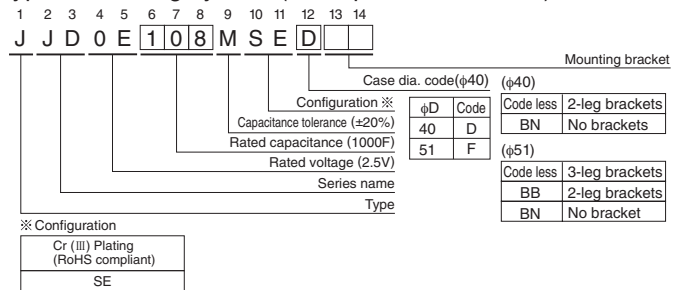 1 2 3 4 5 6 7 8 9 10 11 12 13 14
J J D 0 E 1 0 8 M S E D
Mounting bracket
Case dia. code(ϕ40)
Configuration ※
Capacitance tolerance (±20%)
Rated capacitance (1000F)
Rated voltage (2.5V)
Series name
Type
ϕD Code
40 D
51 F
(ϕ40)
Code less 2-leg brackets
BN No brackets
(ϕ51)
Code less 3-leg brackets
BB 2-leg brackets
BN No bracket
※ Configuration
Cr (Ⅲ) Plating
(RoHS compliant)
SE